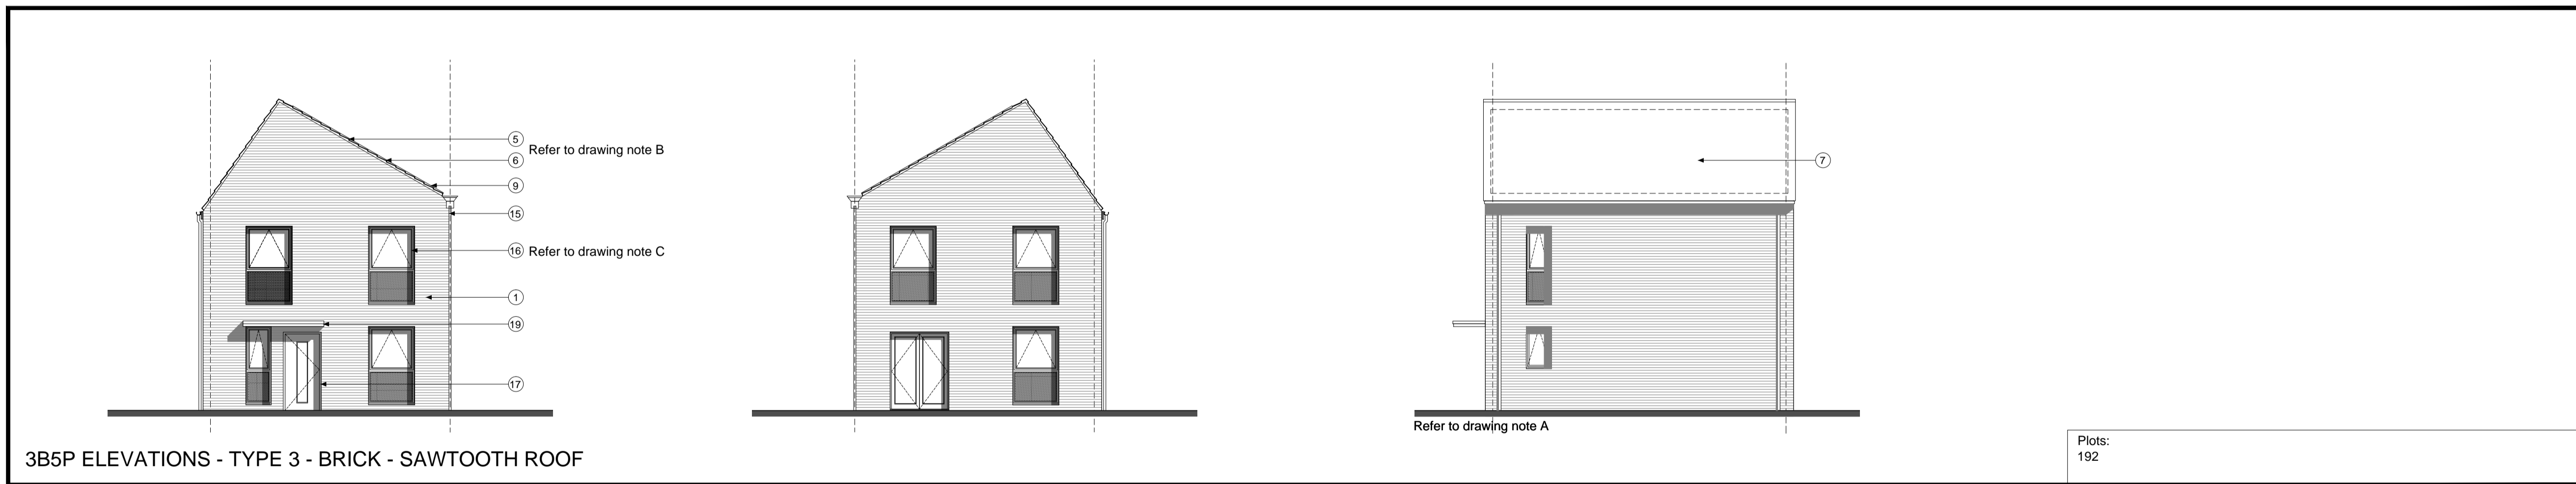 5
Refer to drawing note B
6
9
15
16 Refer to drawing note C
1
19
17
7
Refer to drawing note A
3B5P ELEVATIONS - TYPE 3 - BRICK - SAWTOOTH ROOF
Plots:
192